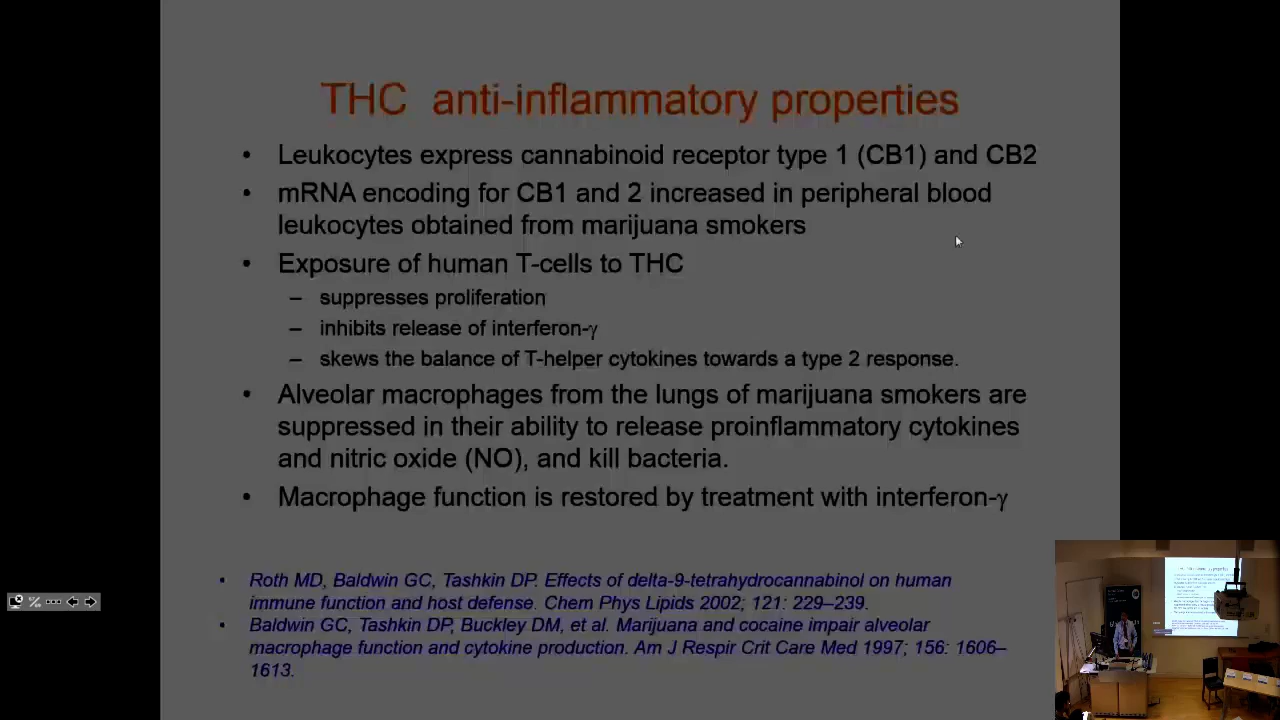 THC anti-inflammatory properties
• Leukocytes express cannabinoid receptor type 1 (CB1) and CB2
• mRNA encoding for CB1 and 2 increased in peripheral blood
leukocytes obtained from marijuana smokers
• Exposure of human T-cells to THC
– suppresses proliferation
– inhibits release of interferon-γ
– skews the balance of T-helper cytokines towards a type 2 response.
• Alveolar macrophages from the lungs of marijuana smokers are
suppressed in their ability to release proinflammatory cytokines
and nitric oxide (NO), and kill bacteria.
• Macrophage function is restored by treatment with interferon-γ
• Roth MD, Baldwin GC, Tashkin DP. Effects of delta-9-tetrahydrocannabinol on human
immune function and host defense. Chem Phys Lipids 2002; 121: 229–239.
• Baldwin GC, Tashkin DP, Buckley DM, et al. Marijuana and cocaine impair alveolar
macrophage function and cytokine production. Am J Respir Crit Care Med 1997; 156: 1606–
1613.